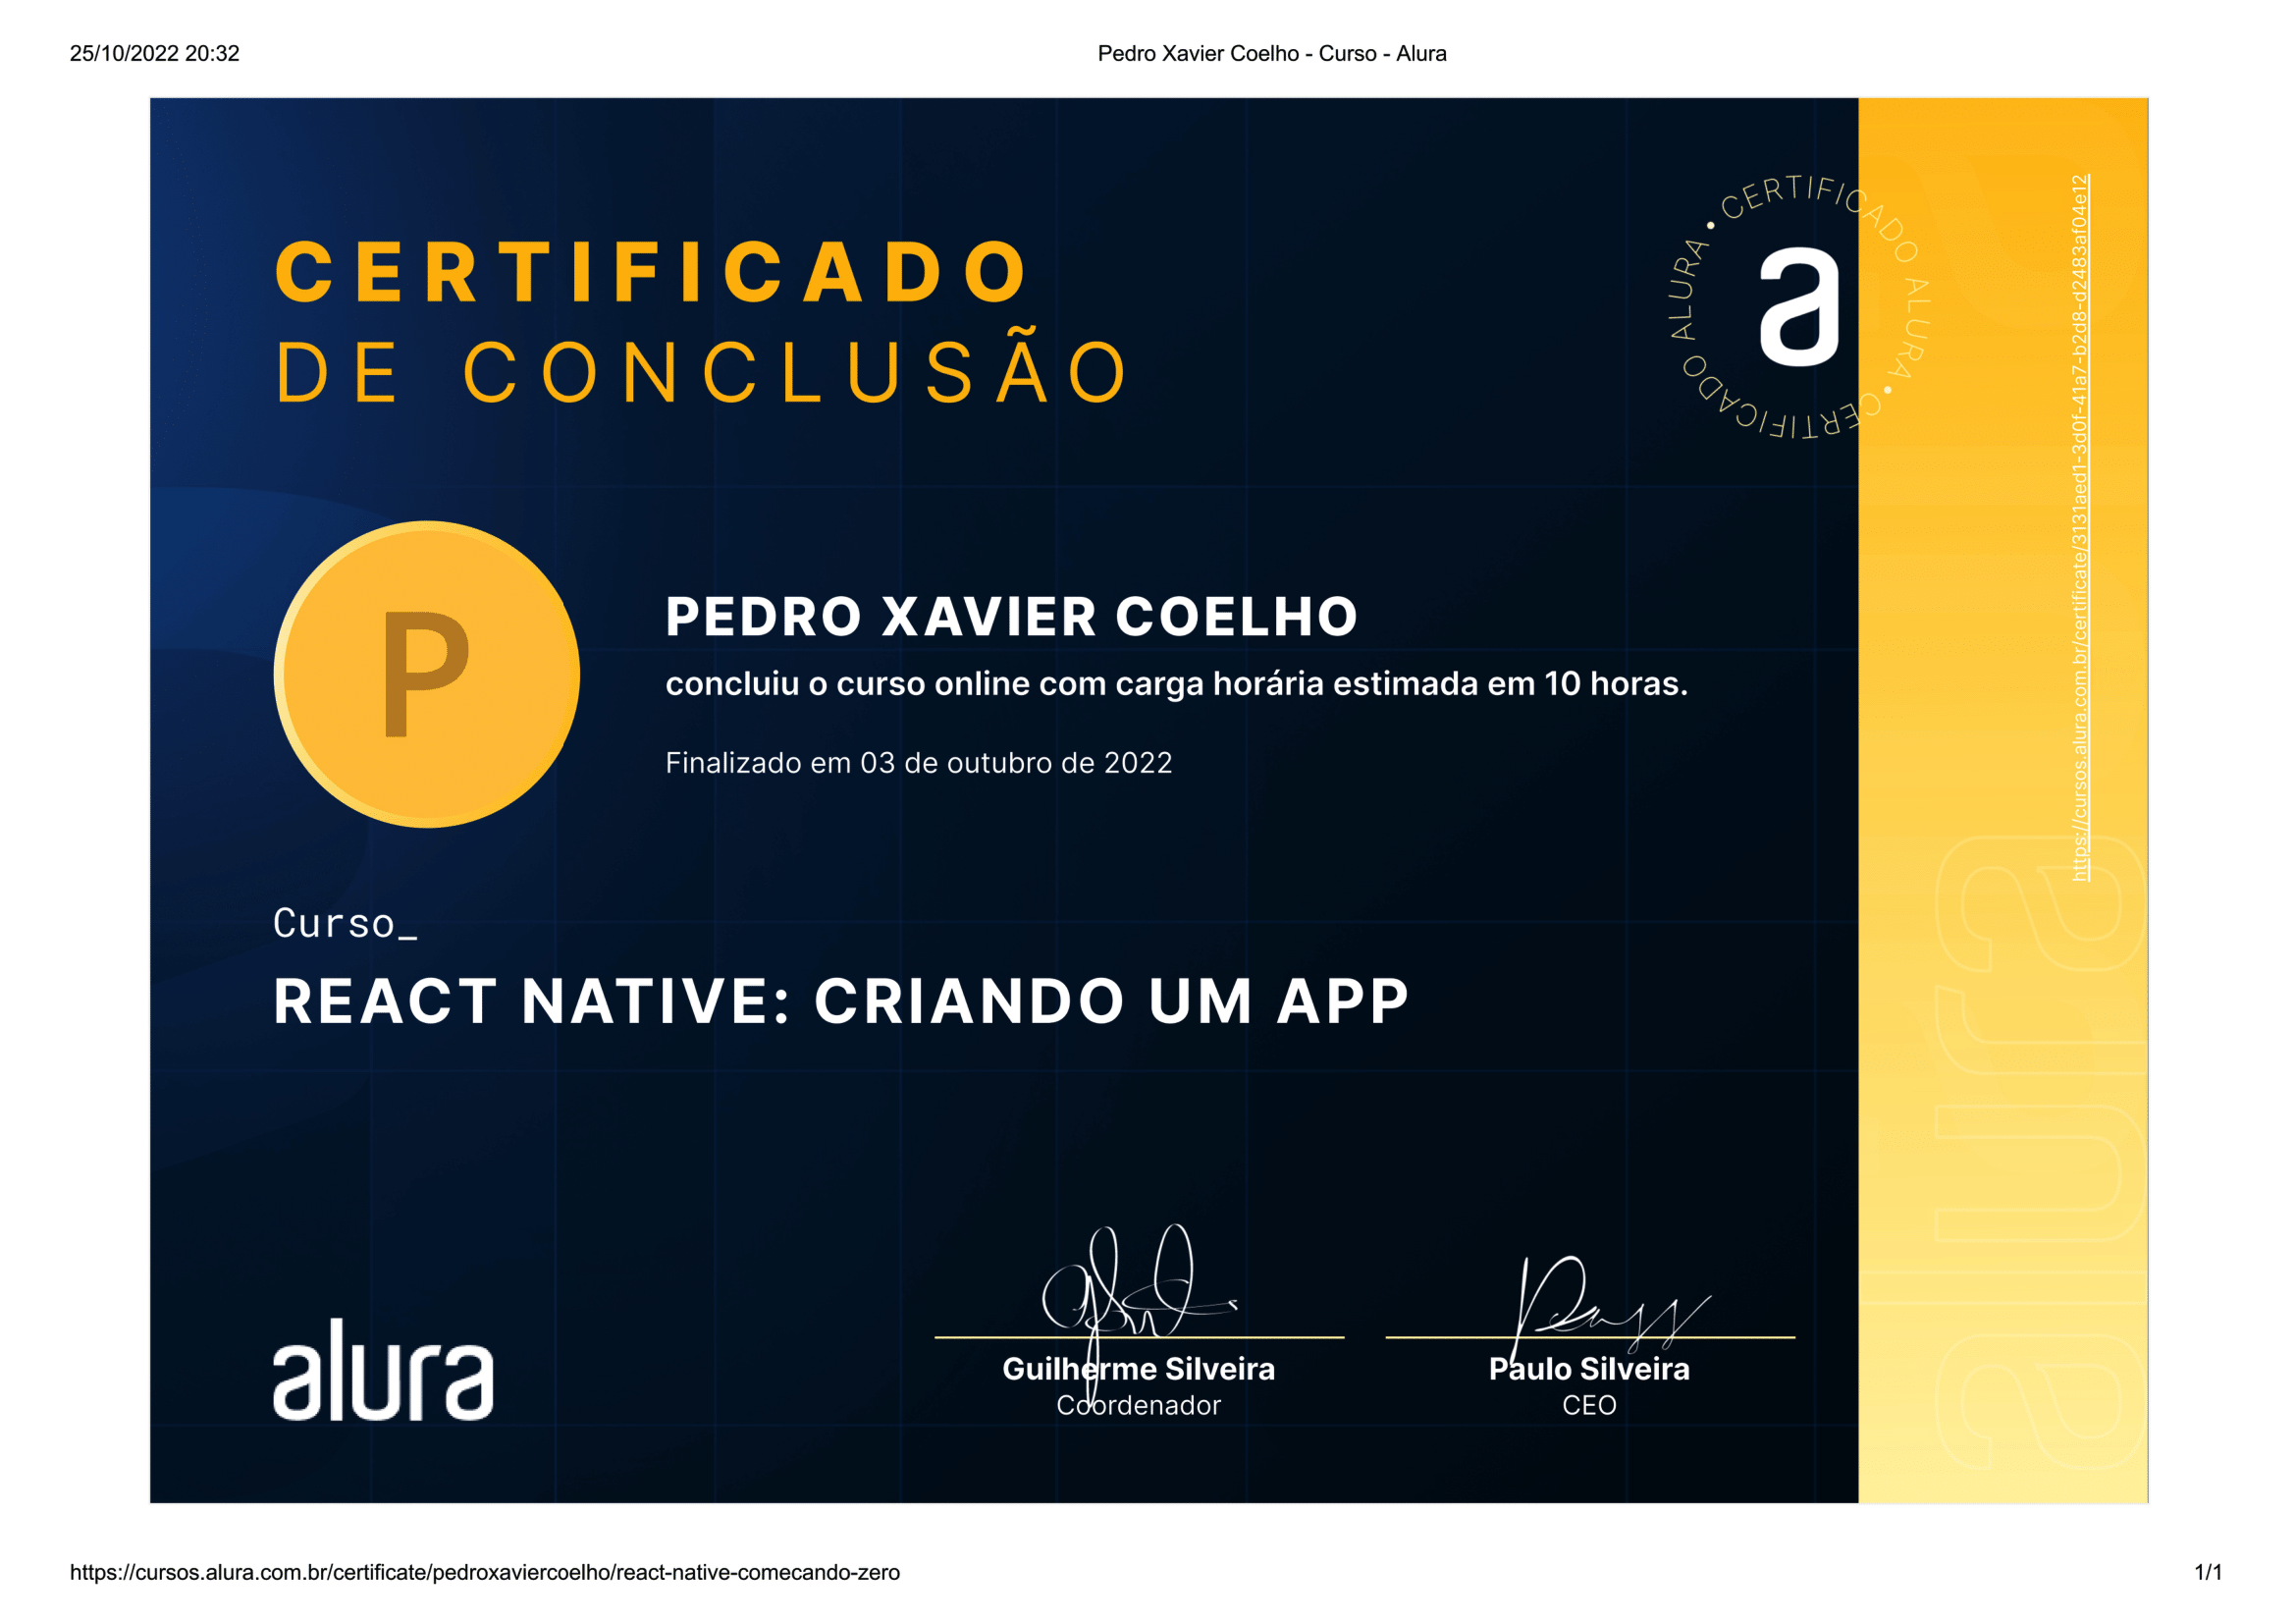 25/10/2022 20:32
Pedro Xavier Coelho - Curso - Alura
CERTIFICADO
DE CONCLUSÃO
CERTIFICADO ALURA • CERTIFICADO ALURA •
a
https://cursos.alura.com.br/certificate/3131aed1-3d0f-41a7-b2d8-d2483af04e12
P
PEDRO XAVIER COELHO
concluiu o curso online com carga horária estimada em 10 horas.
Finalizado em 03 de outubro de 2022
Curso_
REACT NATIVE: CRIANDO UM APP
alura
Guilherme Silveira
Coordenador
Paulo Silveira
CEO
alura
https://cursos.alura.com.br/certificate/pedroxaviercoelho/react-native-comecando-zero
1/1